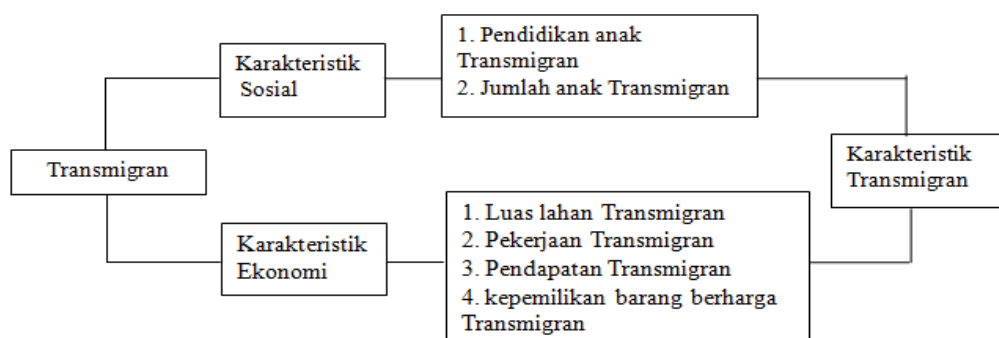 Transmigran
Karakteristik
Sosial
1. Pendidikan anak
Transmigran
2. Jumlah anak Transmigran
Karakteristik
Ekonomi
1. Luas lahan Transmigran
2. Pekerjaan Transmigran
3. Pendapatan Transmigran
4. kepemilikan barang berharga
Transmigran
Karakteristik
Transmigran